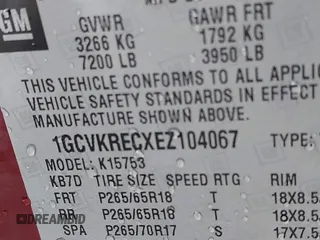 GM
GVWR GAWR FRT
3266 KG 1792 KG
7200 LB 3950 LB
THIS VEHICLE CONFORMS TO ALL APPLI
VEHICLE SAFETY STANDARDS IN EFFECT
MANUFACTURE SHOWN ABOVE.
1GCVKRECXEZ104067 TYPE:
MODEL: K15753
KB7D TIRE SIZE SPEED RTG RIM
FRT P265/65R18 T 18X8.5
RR P265/65R18 T 18X8.5
SPA P265/70R17 S 17X7.5
DREAMBID